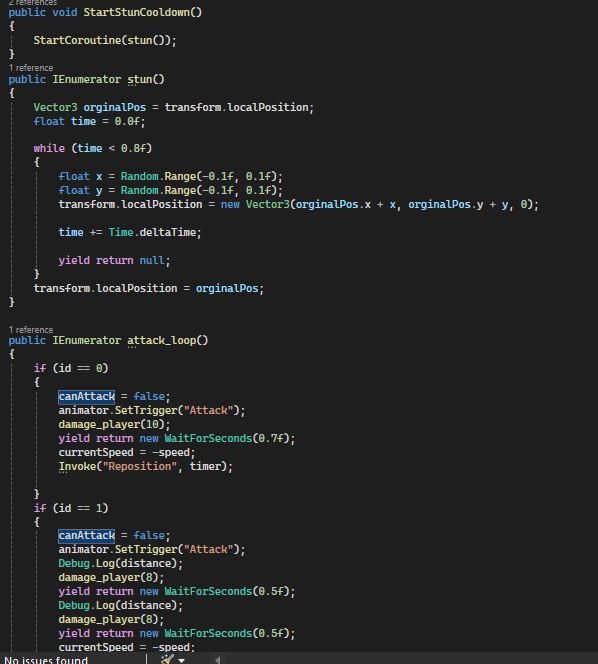 2 references
public void StartStunCooldown()
{
StartCoroutine(stun());
}
1 reference
public IEnumerator stun()
{
Vector3 orginalPos = transform.localPosition;
float time = 0.0f;
while (time < 0.8f)
{
float x = Random.Range(-0.1f, 0.1f);
float y = Random.Range(-0.1f, 0.1f);
transform.localPosition = new Vector3(orginalPos.x + x, orginalPos.y + y, 0);
time += Time.deltaTime;
yield return null;
}
transform.localPosition = orginalPos;
}
1 reference
public IEnumerator attack_loop()
{
if (id == 0)
{
canAttack = false;
animator.SetTrigger("Attack");
damage_player(10);
yield return new WaitForSeconds(0.7f);
currentSpeed = -speed;
Invoke("Reposition", timer);
}
if (id == 1)
{
canAttack = false;
animator.SetTrigger("Attack");
Debug.Log(distance);
damage_player(8);
yield return new WaitForSeconds(0.5f);
Debug.Log(distance);
damage_player(8);
yield return new WaitForSeconds(0.5f);
currentSpeed = -speed;
No issues found